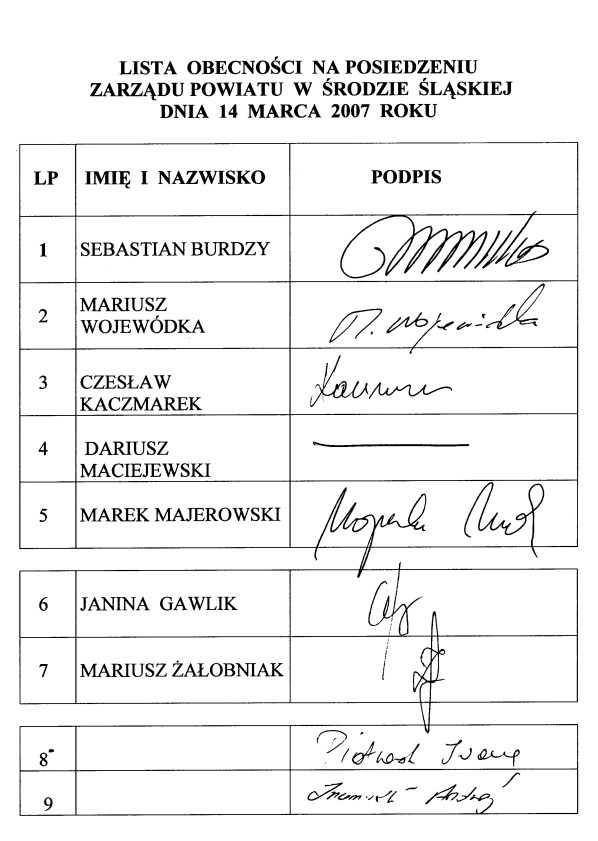 LISTA OBECNOŚCI NA POSIEDZENIU
ZARZĄDU POWIATU W ŚRODZIE ŚLĄSKIEJ
DNIA 14 MARCA 2007 ROKU
LP IMIĘ I NAZWISKO PODPIS
1 SEBASTIAN BURDZY
2 MARIUSZ
WOJEWÓDKA M. Wojewódka
3 CZESŁAW
KACZMAREK
4 DARIUSZ
MACIEJEWSKI
5 MAREK MAJEROWSKI
6 JANINA GAWLIK
7 MARIUSZ ŻAŁOBNIAK
8
9